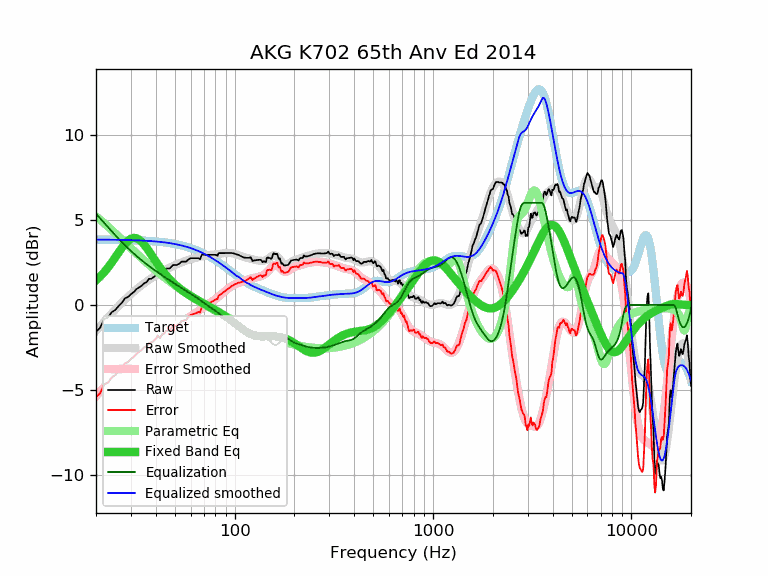 AKG K702 65th Anv Ed 2014
Amplitude (dBr)
10
5
0
−5
−10
Target
Raw Smoothed
Error Smoothed
Raw
Error
Parametric Eq
Fixed Band Eq
Equalization
Equalized smoothed
100
1000
10000
Frequency (Hz)